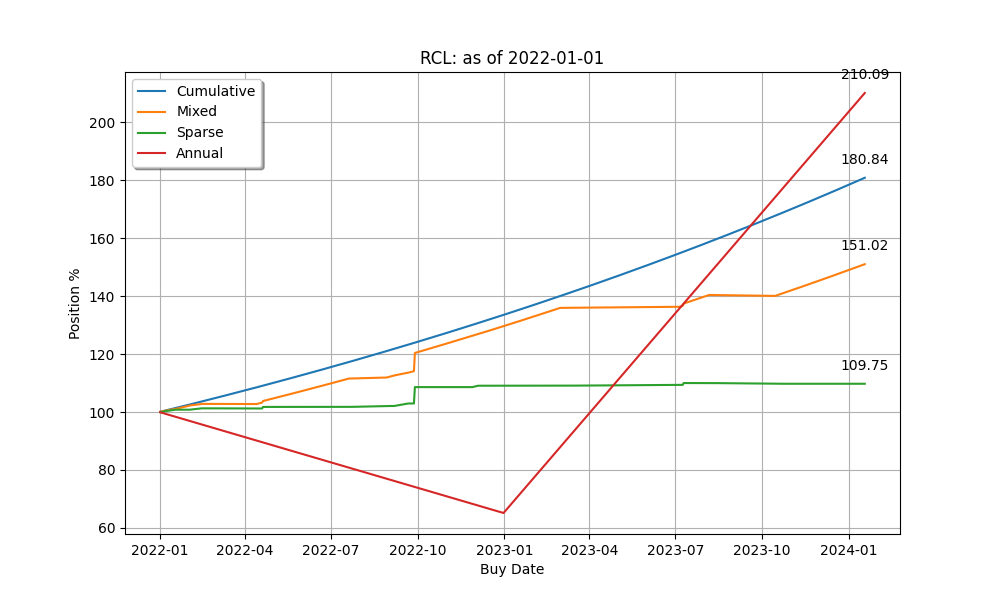 RCL: as of 2022-01-01
Cumulative
Mixed
Sparse
Annual
210.09
180.84
151.02
109.75
Position %
200
180
160
140
120
100
80
60
2022-01 2022-04 2022-07 2022-10 2023-01 2023-04 2023-07 2023-10 2024-01
Buy Date